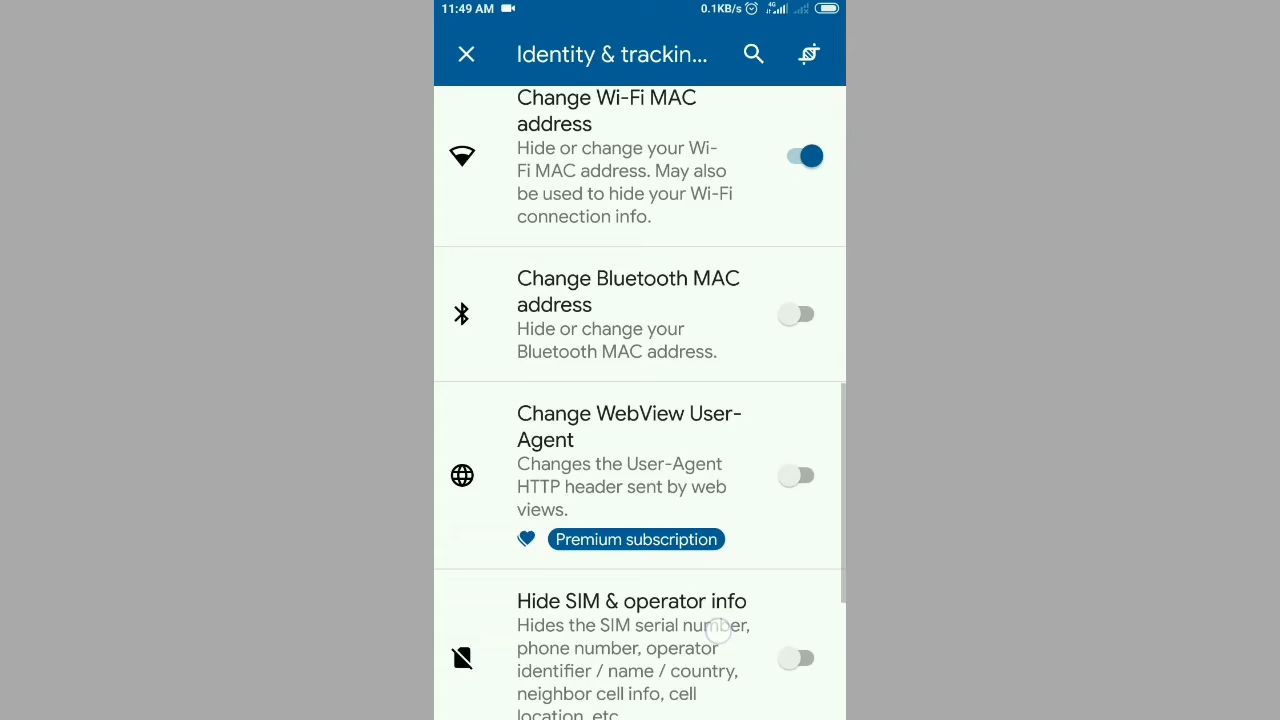 11:49 AM
0.1KB/s 4G
Identity & trackin...
Change Wi-Fi MAC
address
Hide or change your Wi-
Fi MAC address. May also
be used to hide your Wi-Fi
connection info.
Change Bluetooth MAC
address
Hide or change your
Bluetooth MAC address.
Change WebView User-
Agent
Changes the User-Agent
HTTP header sent by web
views.
Premium subscription
Hide SIM & operator info
Hides the SIM serial number,
phone number, operator
identifier / name / country,
neighbor cell info, cell
location, etc.